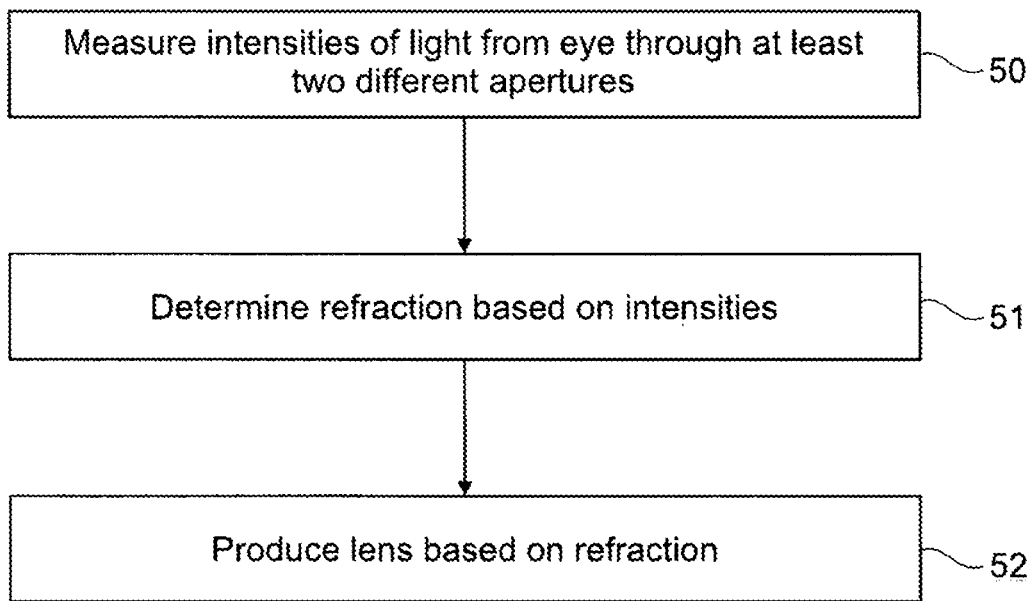 Measure intensities of light from eye through at least
two different apertures
50
Determine refraction based on intensities
51
Produce lens based on refraction
52